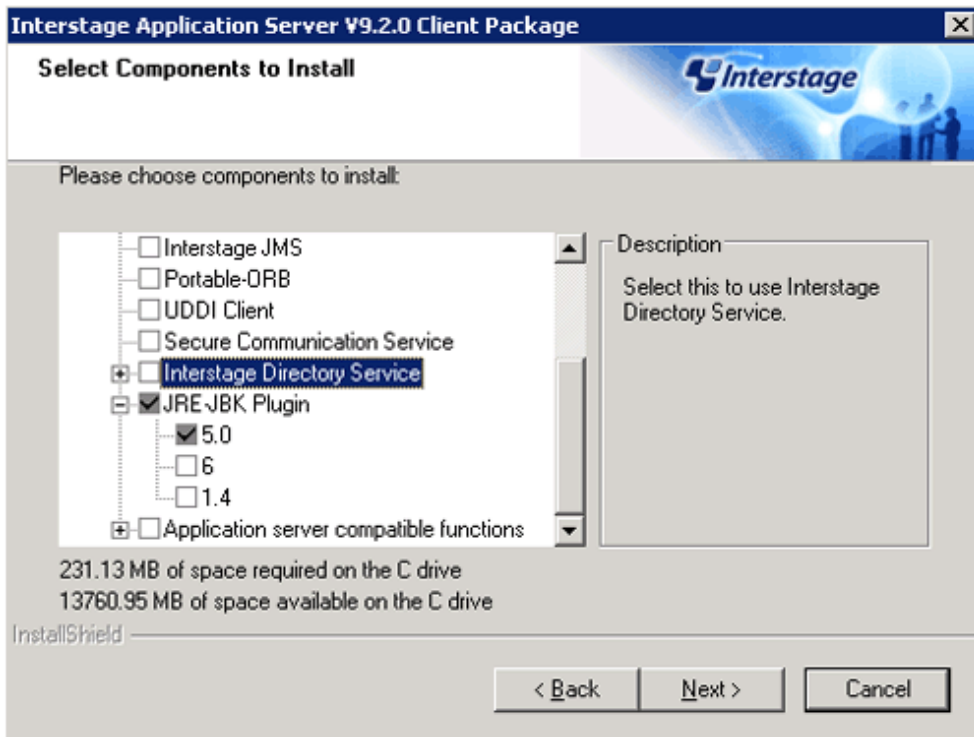 Interstage Application Server V9.2.0 Client Package
Select Components to Install
Interstage
Please choose components to install:
Interstage JMS
Portable-ORB
UDDI Client
Secure Communication Service
Interstage Directory Service
JRE-JBK Plugin
5.0
6
1.4
Application server compatible functions
Description
Select this to use Interstage
Directory Service.
231.13 MB of space required on the C drive
13760.95 MB of space available on the C drive
InstallShield
< Back
Next >
Cancel